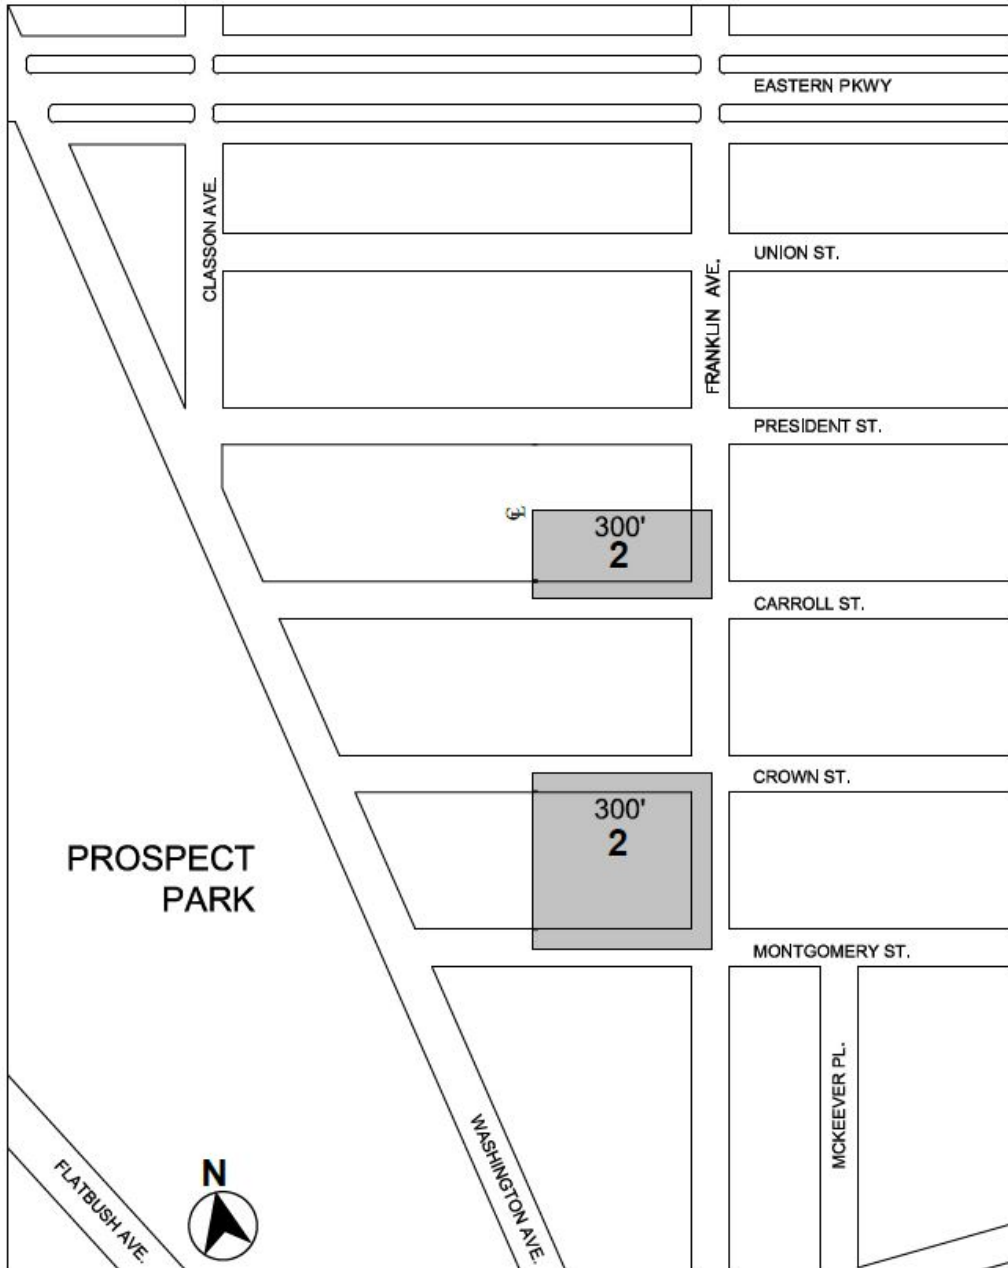 EASTERN PKWY
CLASSON AVE.
UNION ST.
FRANKLIN AVE.
PRESIDENT ST.
℄
300'
2
CARROLL ST.
CROWN ST.
300'
2
PROSPECT
PARK
MONTGOMERY ST.
MCKEEVER PL.
WASHINGTON AVE.
FLATBUSH AVE.
N